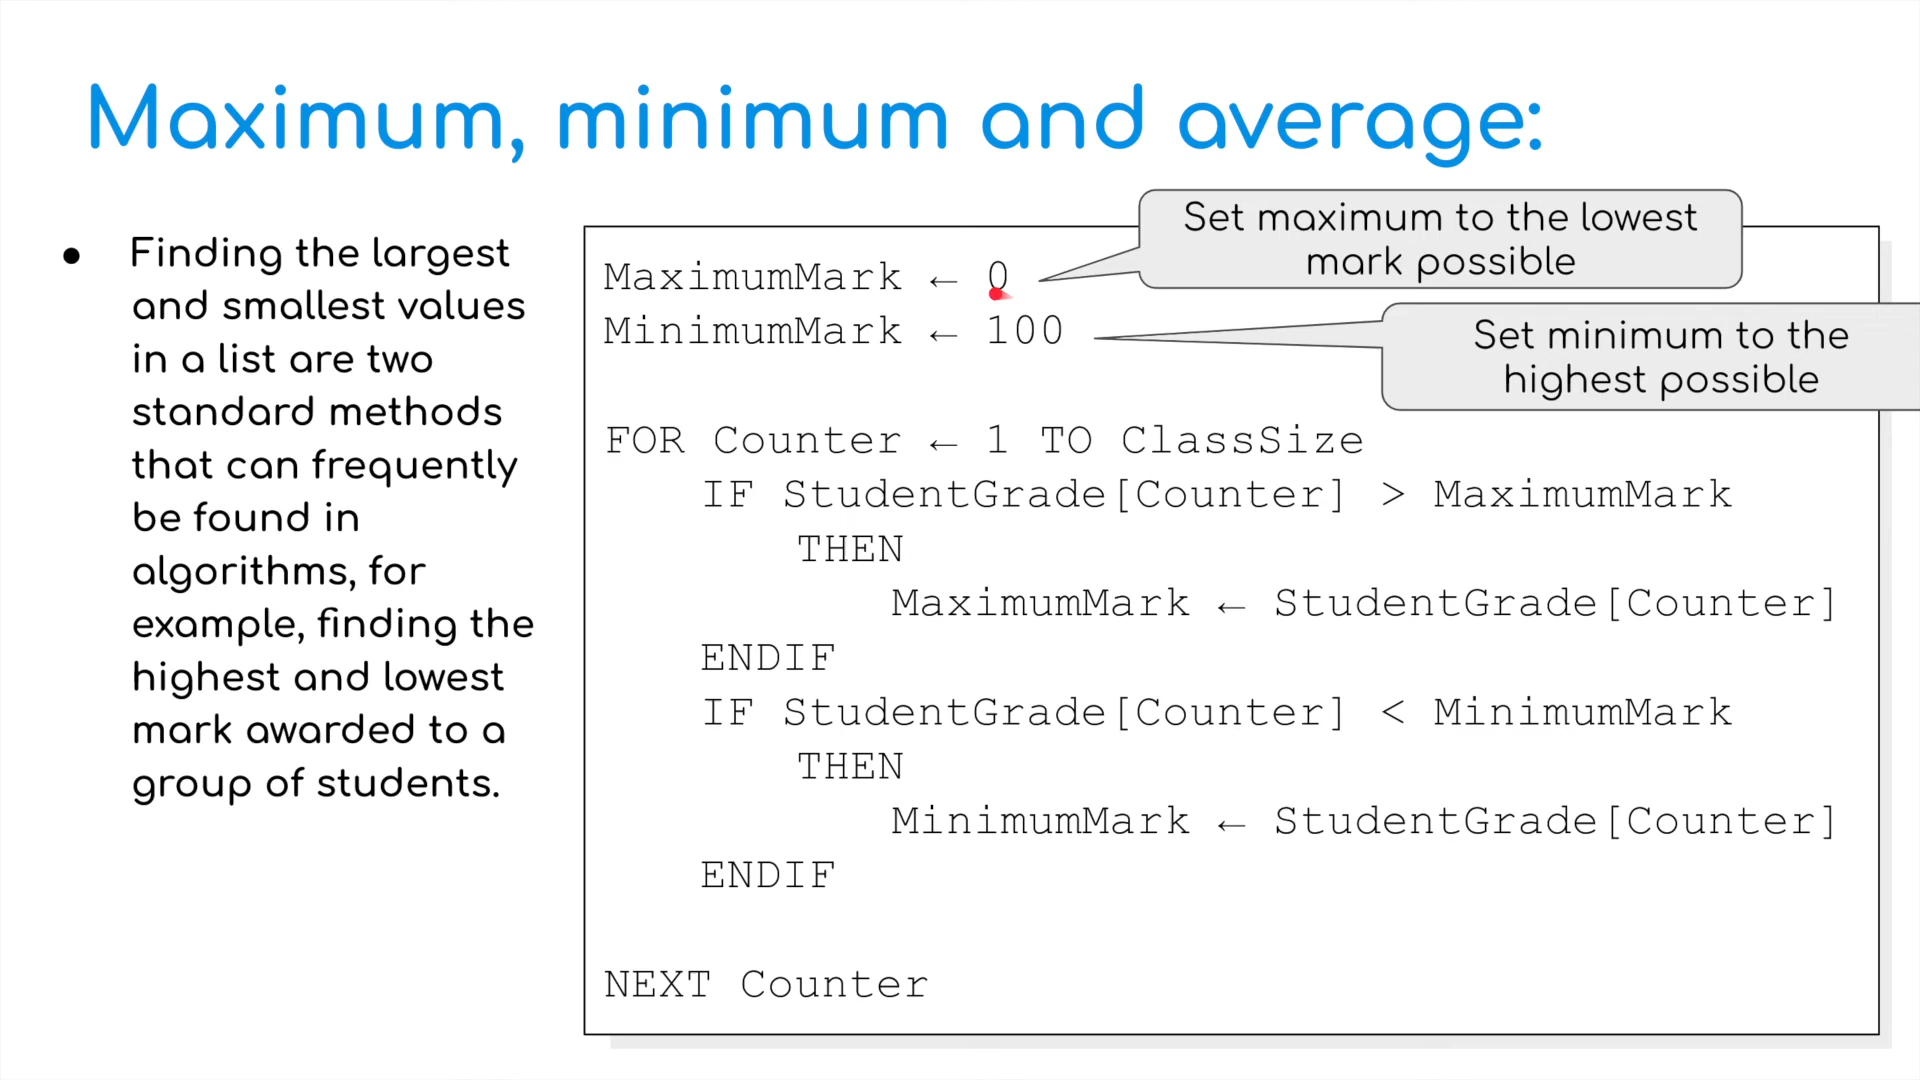 Maximum, minimum and average:
● Finding the largest
and smallest values
in a list are two
standard methods
that can frequently
be found in
algorithms, for
example, finding the
highest and lowest
mark awarded to a
group of students.
Set maximum to the lowest
mark possible
MaximumMark ← 0
Set minimum to the
highest possible
MinimumMark ← 100
FOR Counter ← 1 TO ClassSize
IF StudentGrade[Counter] > MaximumMark
THEN
MaximumMark ← StudentGrade[Counter]
ENDIF
IF StudentGrade[Counter] < MinimumMark
THEN
MinimumMark ← StudentGrade[Counter]
ENDIF
NEXT Counter